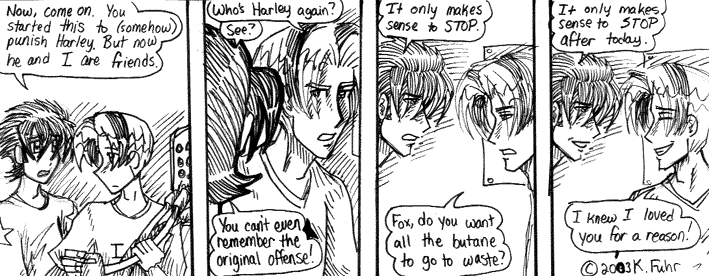 Now, come on. You
started this to (somehow)
punish Harley. But now
he and I are friends.
I
(Who's Harley again?)
See?
You can't even
remember the
original offense!
It only makes
sense to STOP.
Fox, do you want
all the butane
to go to waste?
It only makes
sense to STOP
after today.
I knew I loved
you for a reason!
©2003 K. Fuhr